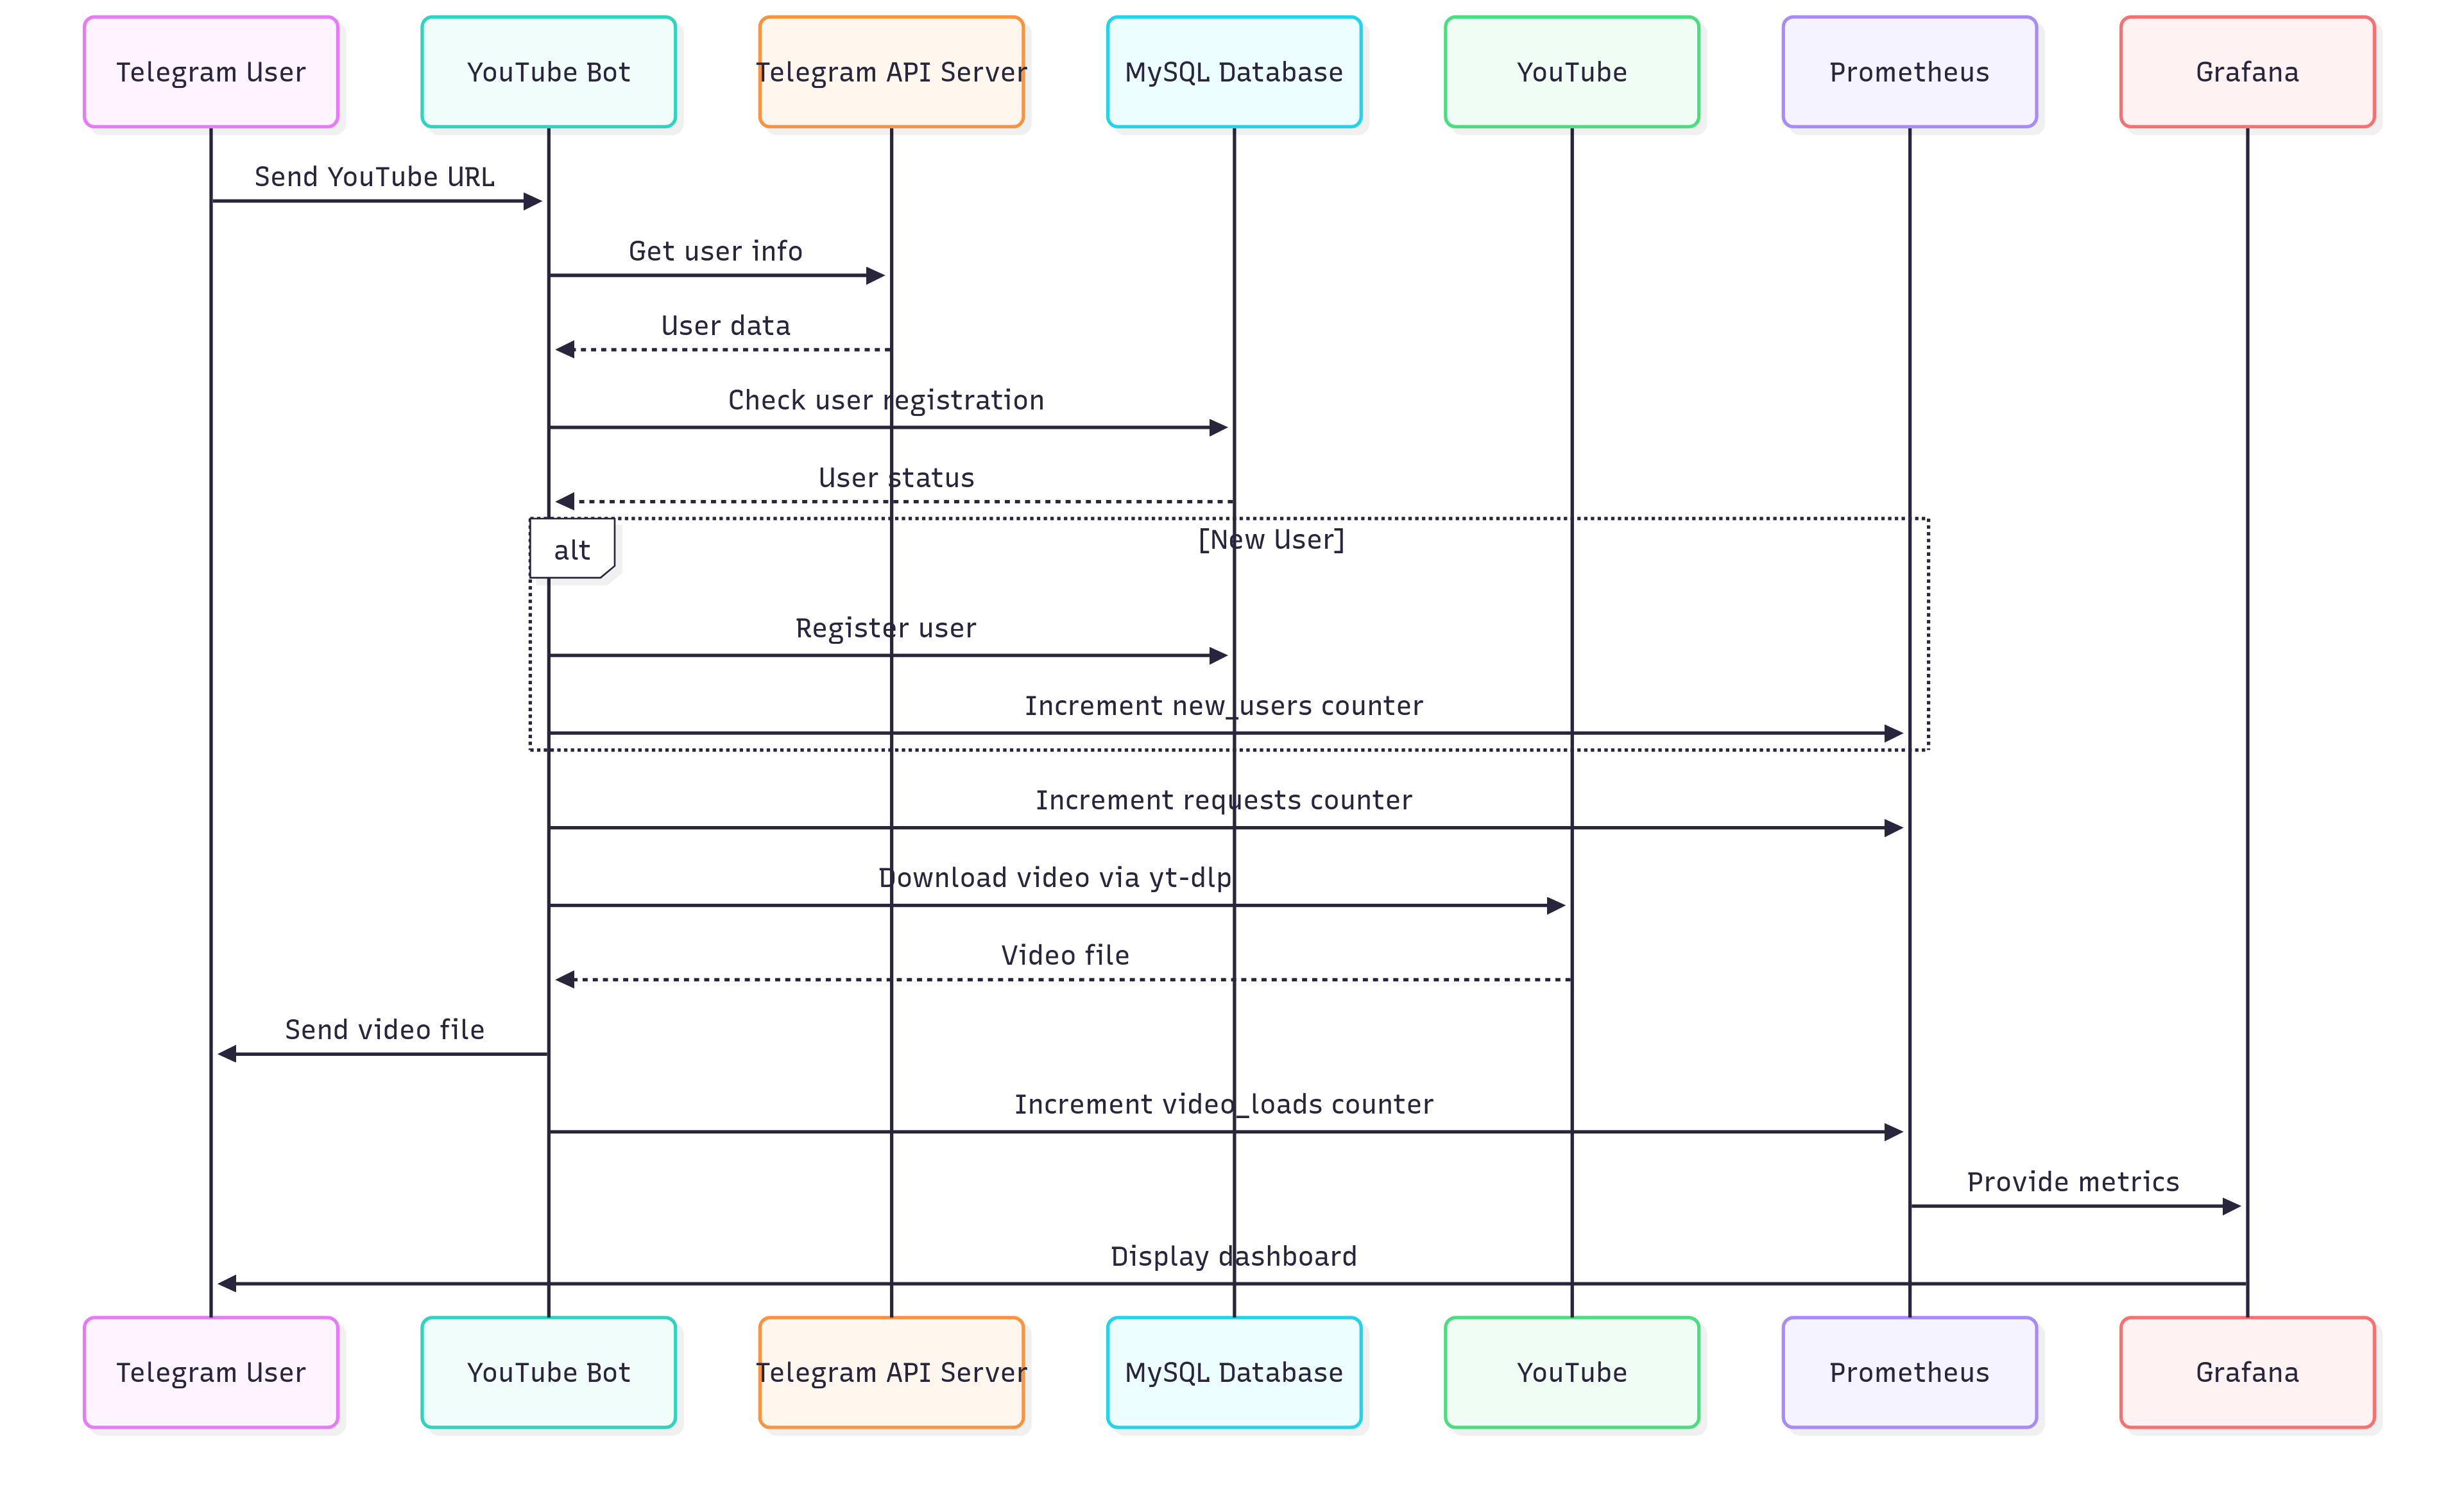 Telegram User
YouTube Bot
Telegram API Server
MySQL Database
YouTube
Prometheus
Grafana
Send YouTube URL
Get user info
User data
Check user registration
User status
alt
[New User]
Register user
Increment new_users counter
Increment requests counter
Download video via yt-dlp
Video file
Send video file
Increment video_loads counter
Provide metrics
Display dashboard
Telegram User
YouTube Bot
Telegram API Server
MySQL Database
YouTube
Prometheus
Grafana